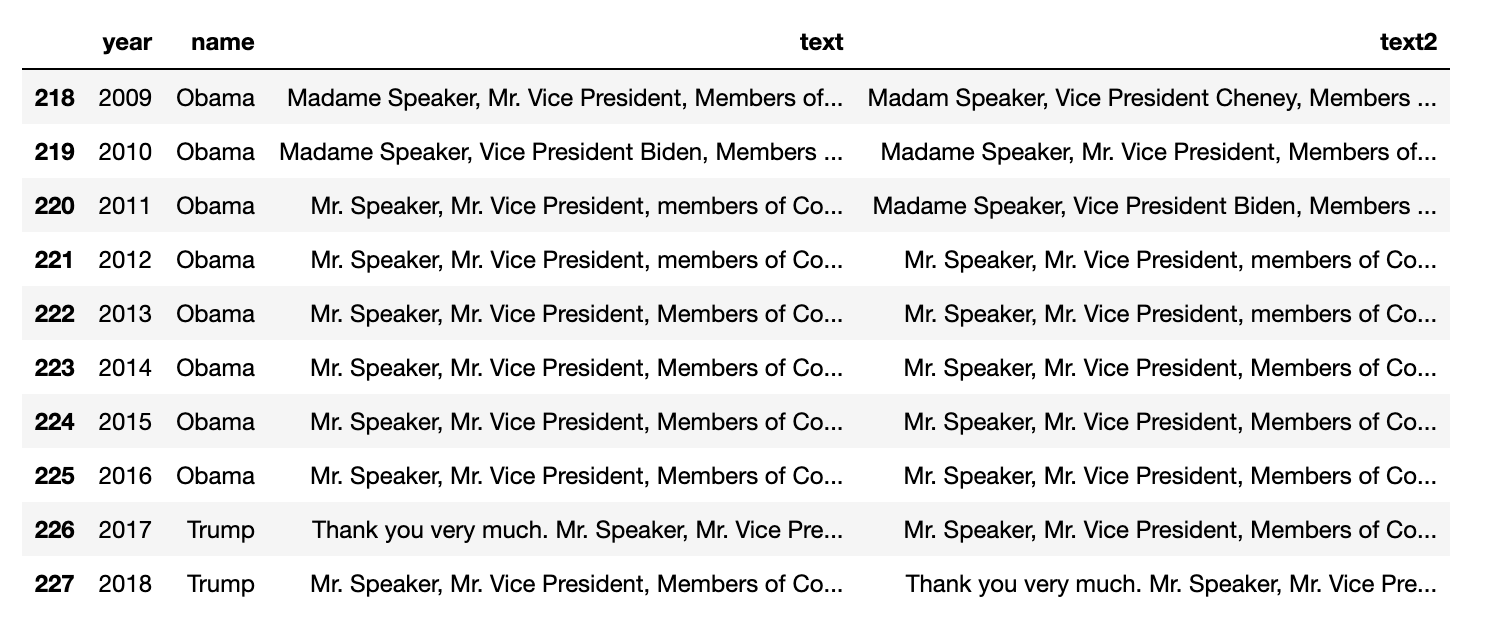 year name text text2
218 2009 Obama Madame Speaker, Mr. Vice President, Members of... Madam Speaker, Vice President Cheney, Members ...
219 2010 Obama Madame Speaker, Vice President Biden, Members ... Madame Speaker, Mr. Vice President, Members of...
220 2011 Obama Mr. Speaker, Mr. Vice President, members of Co... Madame Speaker, Vice President Biden, Members ...
221 2012 Obama Mr. Speaker, Mr. Vice President, members of Co... Mr. Speaker, Mr. Vice President, members of Co...
222 2013 Obama Mr. Speaker, Mr. Vice President, Members of Co... Mr. Speaker, Mr. Vice President, members of Co...
223 2014 Obama Mr. Speaker, Mr. Vice President, Members of Co... Mr. Speaker, Mr. Vice President, Members of Co...
224 2015 Obama Mr. Speaker, Mr. Vice President, Members of Co... Mr. Speaker, Mr. Vice President, Members of Co...
225 2016 Obama Mr. Speaker, Mr. Vice President, Members of Co... Mr. Speaker, Mr. Vice President, Members of Co...
226 2017 Trump Thank you very much. Mr. Speaker, Mr. Vice Pre... Mr. Speaker, Mr. Vice President, Members of Co...
227 2018 Trump Mr. Speaker, Mr. Vice President, Members of Co... Thank you very much. Mr. Speaker, Mr. Vice Pre...